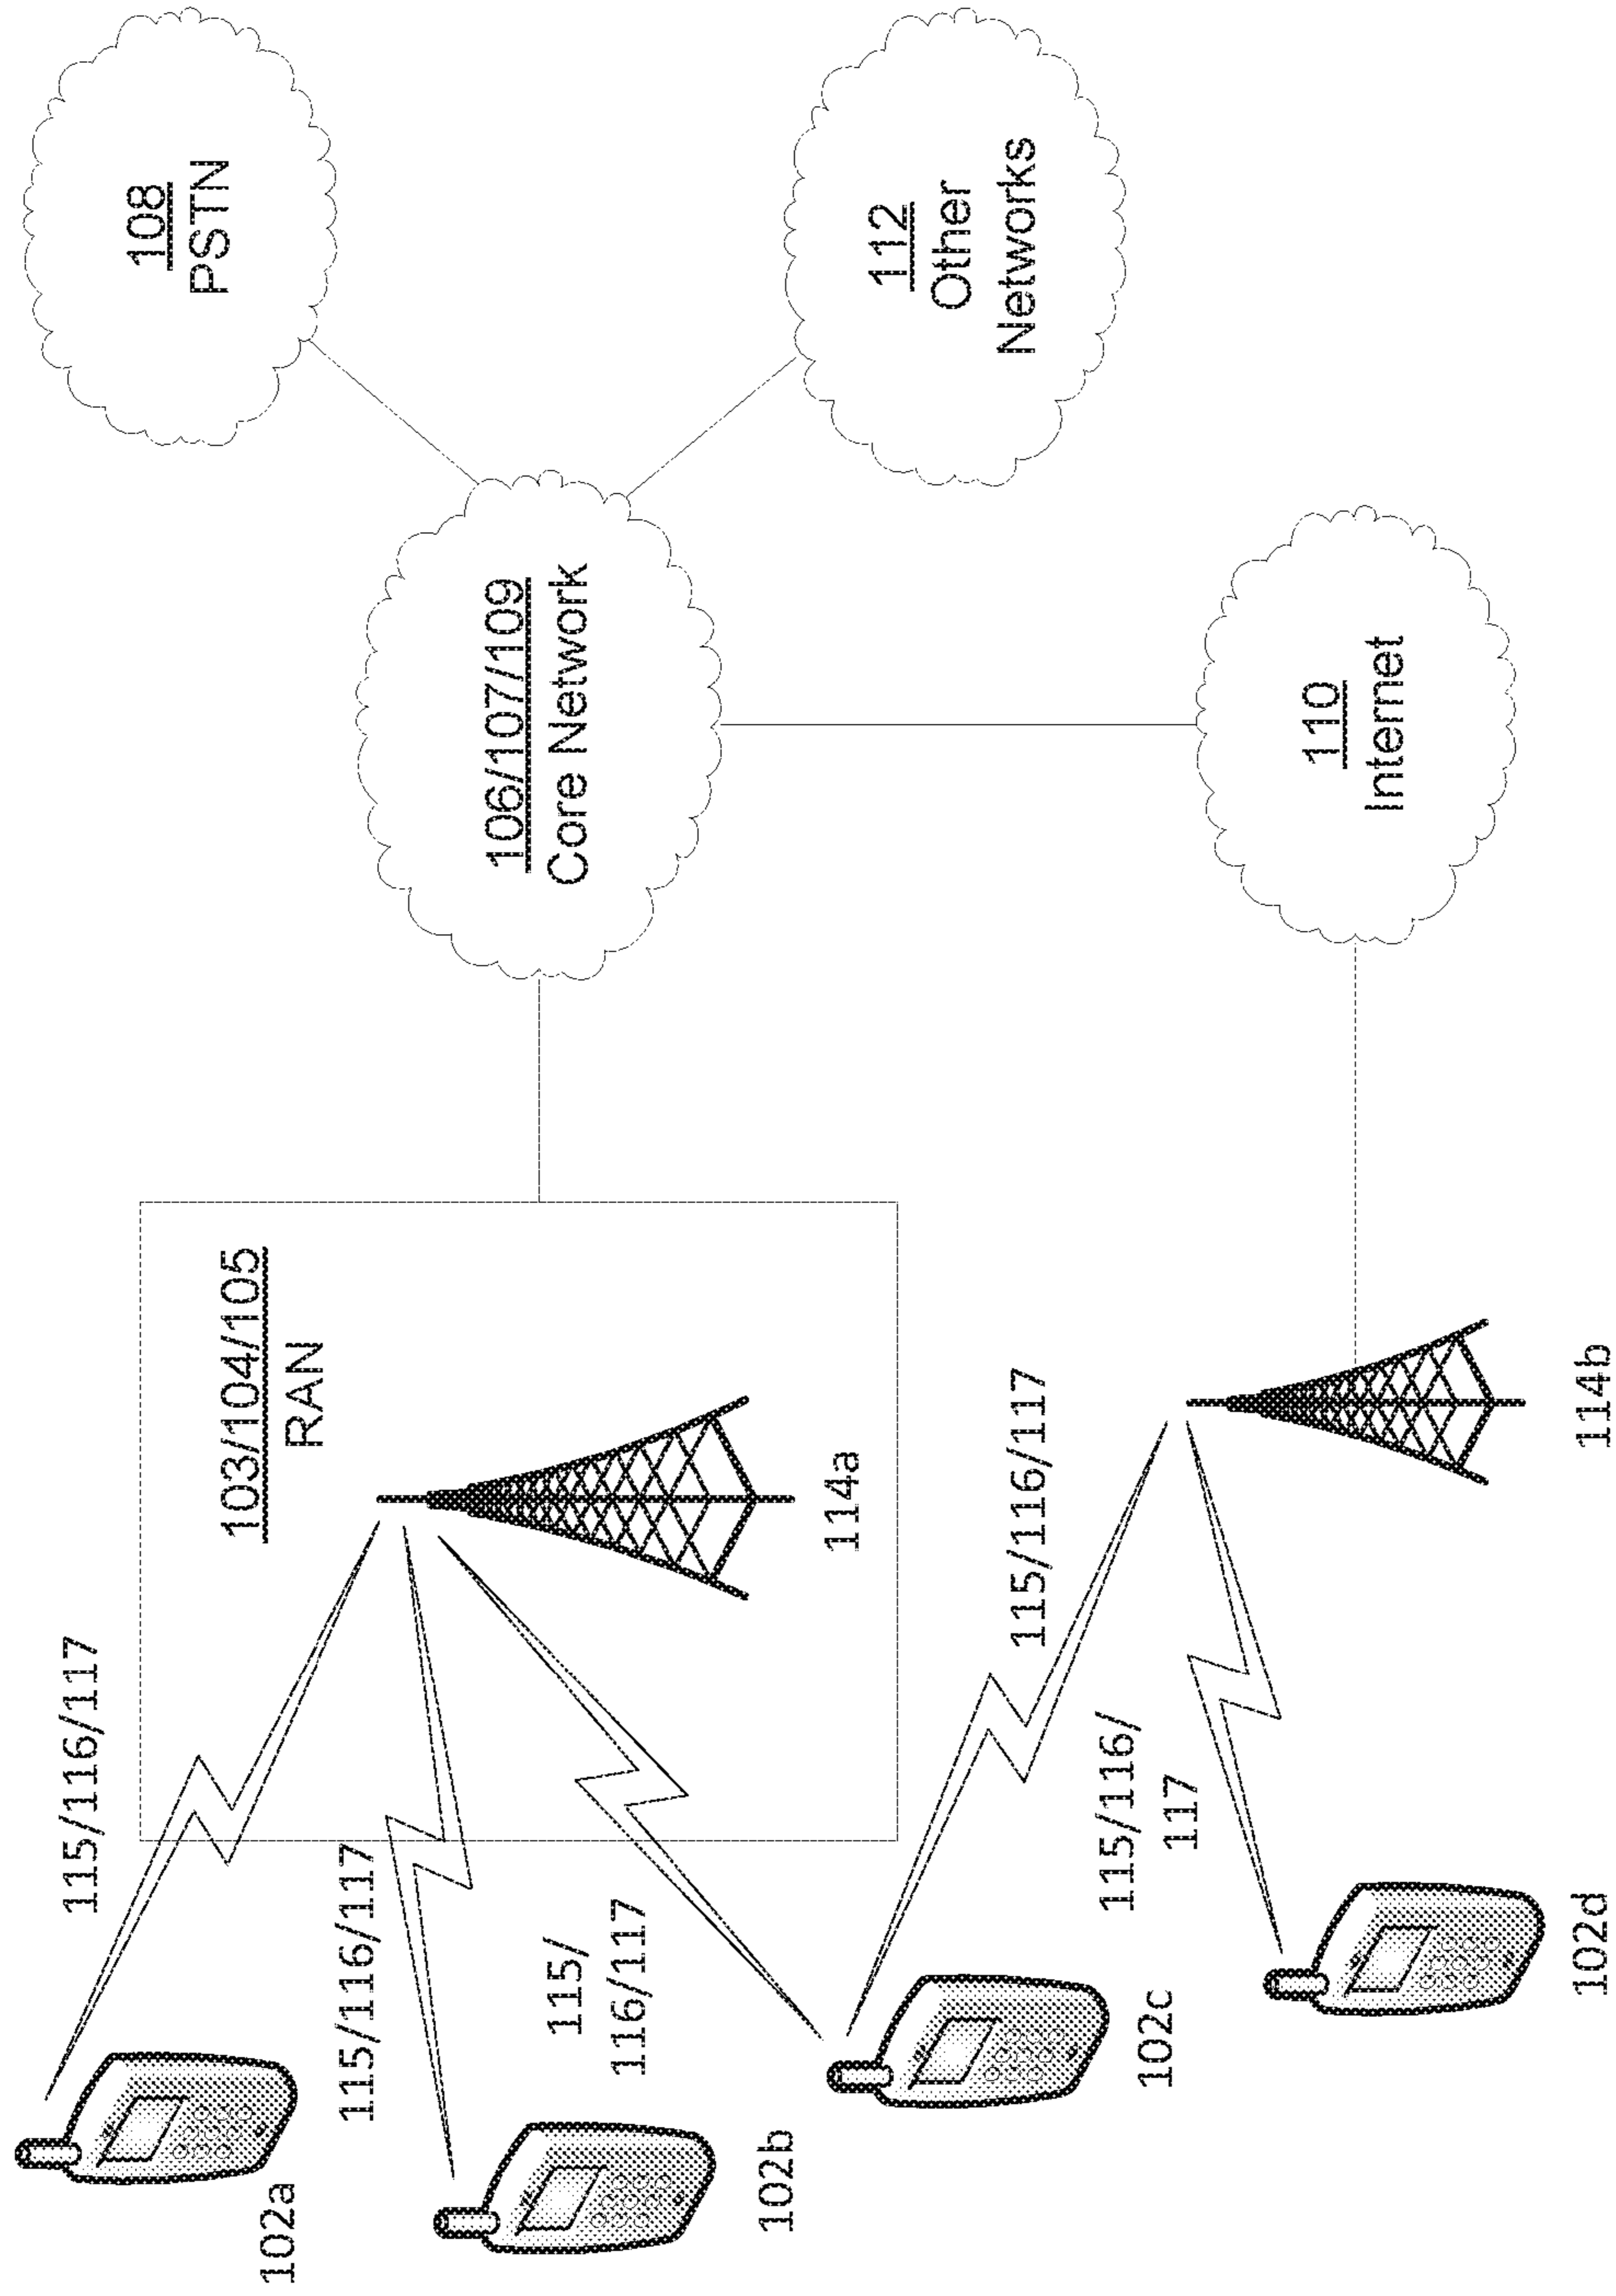 102a
115/116/117
103/104/105
RAN
108
PSTN
102b
115/116/117
106/107/109
Core Network
115/
116/117
114a
112
Other
Networks
102c
115/116/117
115/116/
117
110
Internet
102d
114b